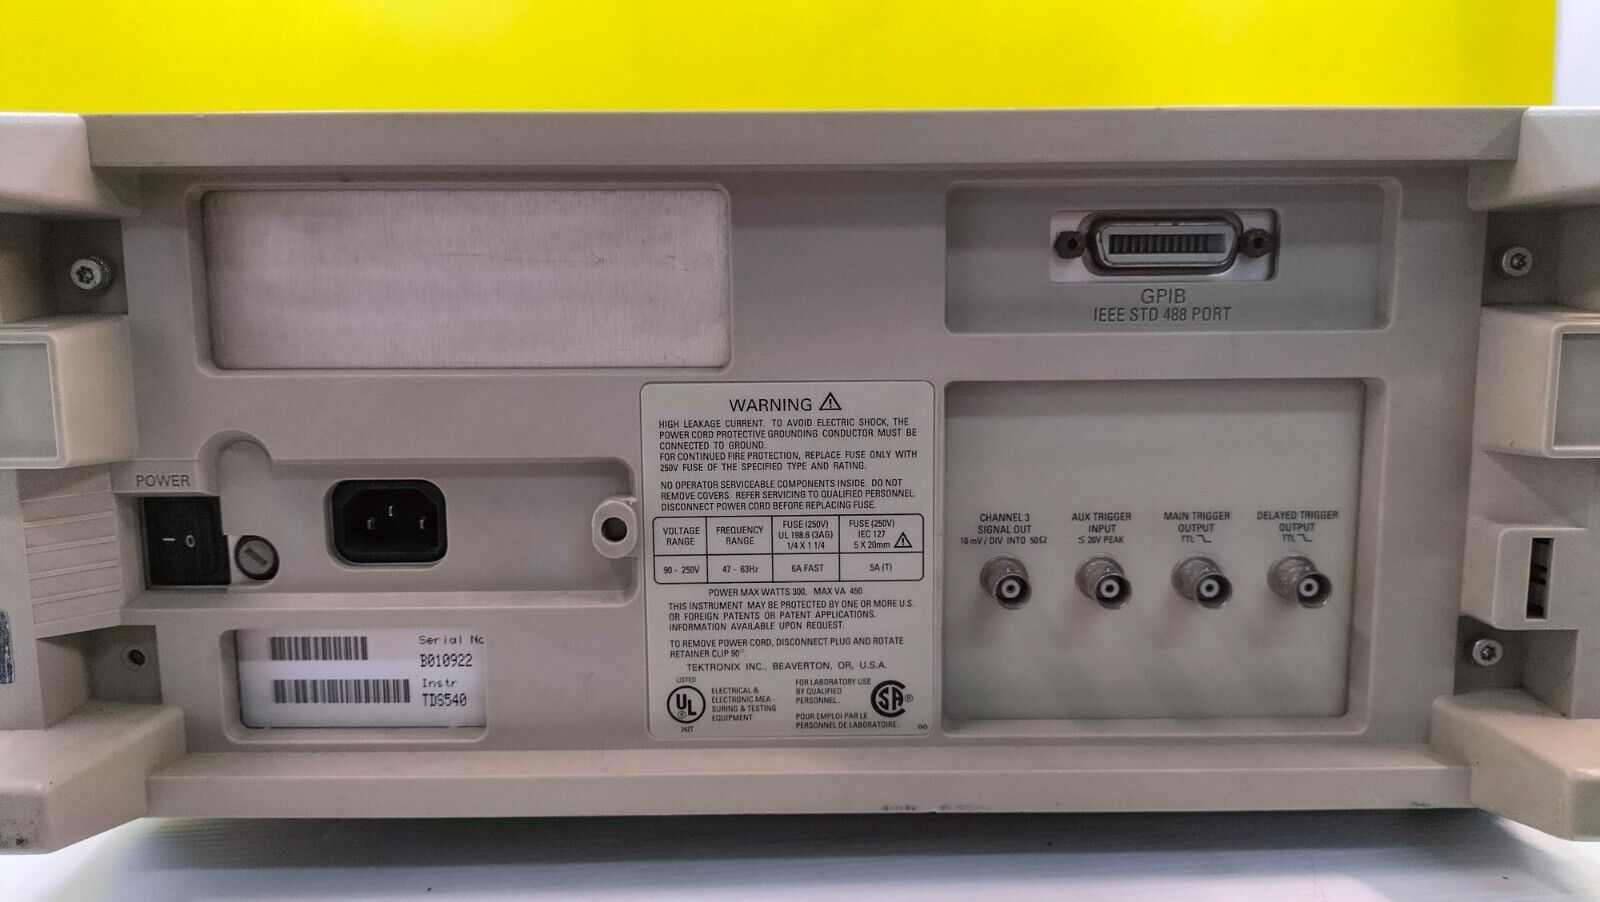 GPIB
IEEE STD 488 PORT
WARNING
HIGH LEAKAGE CURRENT. TO AVOID ELECTRIC SHOCK, THE
POWER CORD PROTECTIVE GROUNDING CONDUCTOR MUST BE
CONNECTED TO GROUND.
FOR CONTINUED FIRE PROTECTION, REPLACE FUSE ONLY WITH
250V FUSE OF THE SPECIFIED TYPE AND RATING.
NO OPERATOR SERVICEABLE COMPONENTS INSIDE. DO NOT
REMOVE COVERS. REFER SERVICING TO QUALIFIED PERSONNEL.
DISCONNECT POWER CORD BEFORE REPLACING FUSE.
VOLTAGE RANGE
FREQUENCY RANGE
FUSE (250V)
UL 198.6 (3AG)
1/4 X 1 1/4
FUSE (250V)
IEC 127
5 X 20mm
90 - 250V
47 - 63Hz
6A FAST
5A (T)
POWER MAX WATTS 300, MAX VA 450
THIS INSTRUMENT MAY BE PROTECTED BY ONE OR MORE U.S.
OR FOREIGN PATENTS OR PATENT APPLICATIONS.
INFORMATION AVAILABLE UPON REQUEST.
TO REMOVE POWER CORD, DISCONNECT PLUG AND ROTATE
RETAINER CLIP 90°.
TEKTRONIX INC., BEAVERTON, OR, U.S.A.
LISTED
UL
242T
ELECTRICAL &
ELECTRONIC MEA-
SURING & TESTING
EQUIPMENT
FOR LABORATORY USE
BY QUALIFIED
PERSONNEL.
POUR EMPLOI PAR LE
PERSONNEL DE LABORATOIRE.
SA ®
POWER
I O
Serial No
B010922
Instr.
TDS540
CHANNEL 3
SIGNAL OUT
10 mV / DIV INTO 50Ω
AUX TRIGGER
INPUT
≤ 20V PEAK
MAIN TRIGGER
OUTPUT
TTL
DELAYED TRIGGER
OUTPUT
TTL